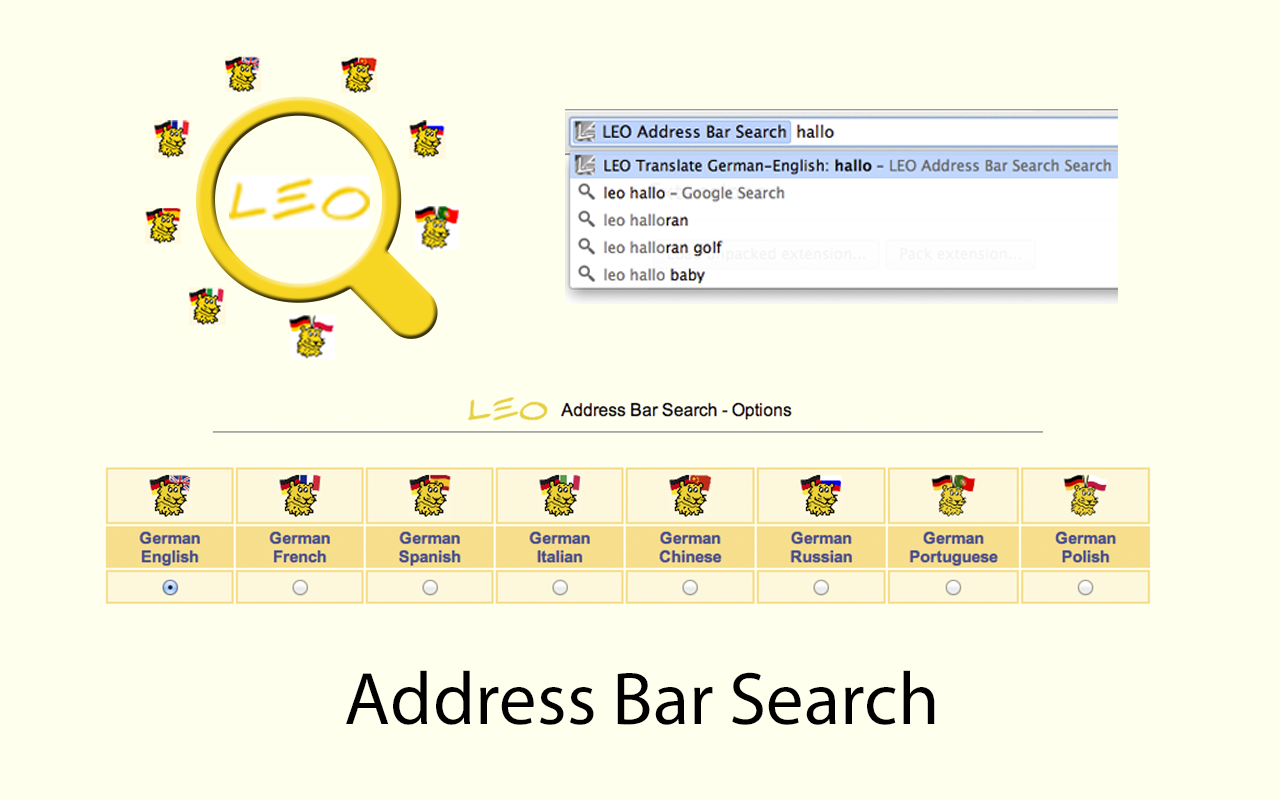 LEO
LEO Address Bar Search hallo
LEO Translate German-English: hallo - LEO Address Bar Search Search
leo hallo - Google Search
leo halloran
leo halloran golf
unpacked extension... Pack extension...
leo hallo baby
LEO Address Bar Search - Options
German English
German French
German Spanish
German Italian
German Chinese
German Russian
German Portuguese
German Polish
Address Bar Search